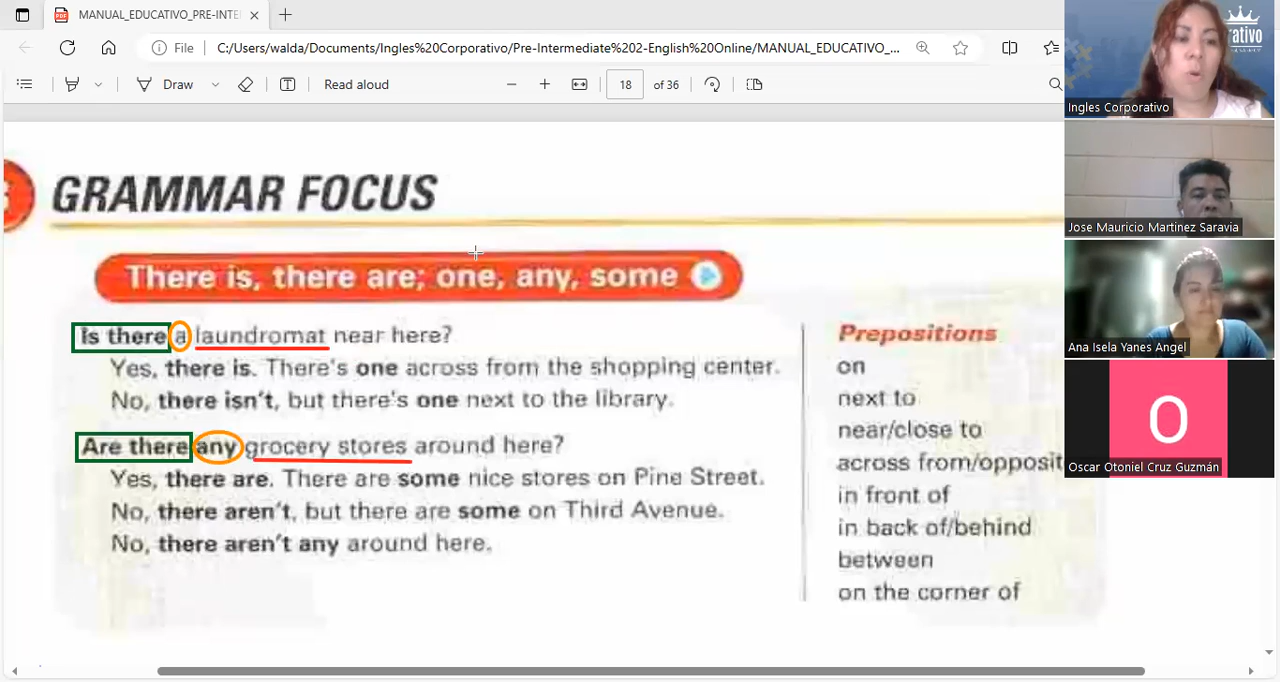 MANUAL_EDUCATIVO_PRE-INTE
File
C:/Users/walda/Documents/Ingles%20Corporativo/Pre-Intermediate%202-English%20Online/MANUAL_EDUCATIVO_...
Draw
Read aloud
18
of 36
GRAMMAR FOCUS
There is, there are; one, any, some
Is there a laundromat near here?
Yes, there is. There's one across from the shopping center.
No, there isn't, but there's one next to the library.
Are there any grocery stores around here?
Yes, there are. There are some nice stores on Pine Street.
No, there aren't, but there are some on Third Avenue.
No, there aren't any around here.
Prepositions
on
next to
near/close to
across from/opposit
in front of
in back of/behind
between
on the corner of
rativo
Ingles Corporativo
Jose Mauricio Martinez Saravia
Ana Isela Yanes Angel
O
Oscar Otoniel Cruz Guzmán